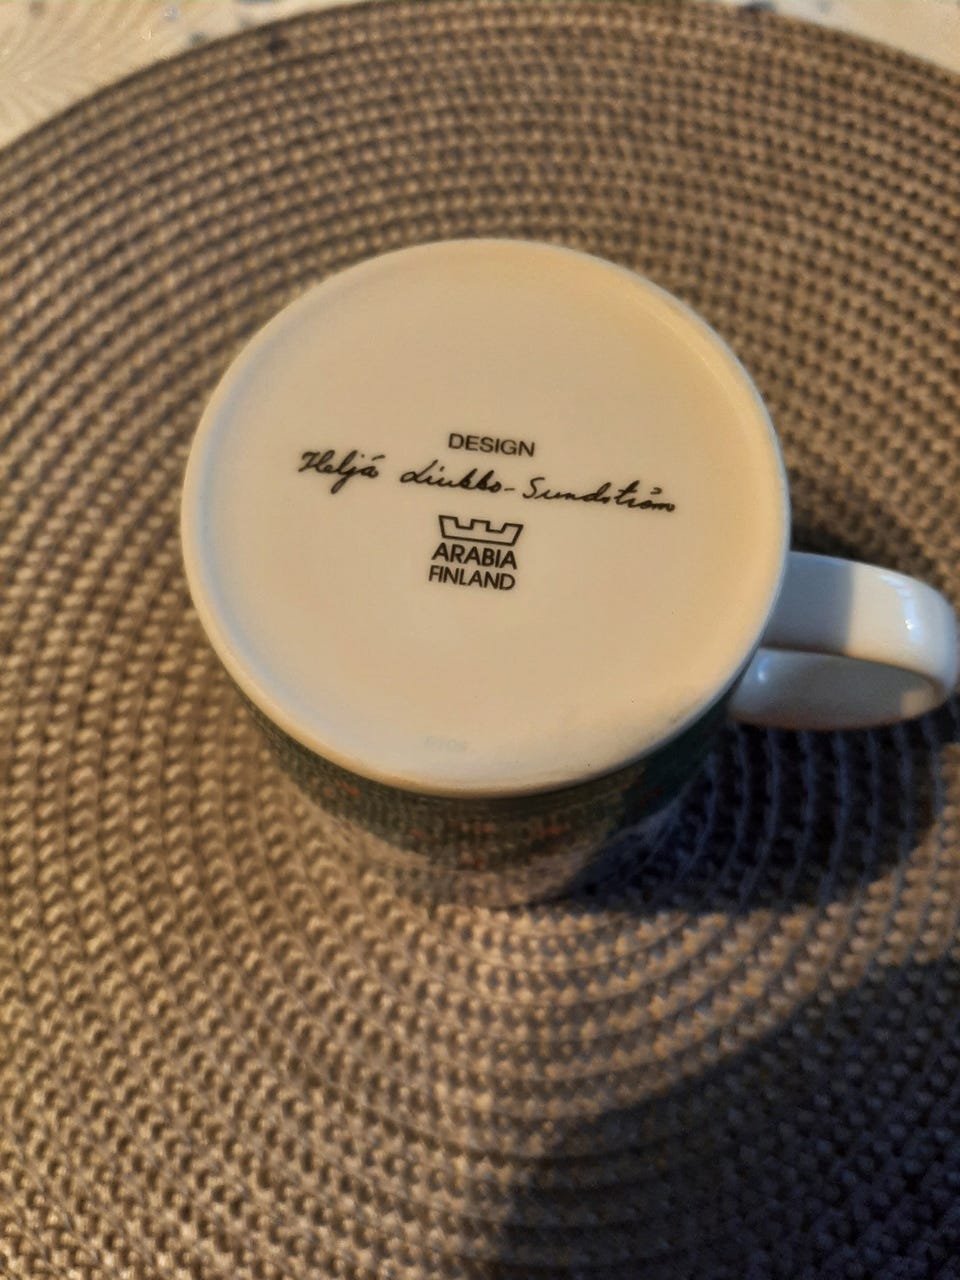 DESIGN
Heljä Liukko-Sundström
ARABIA
FINLAND